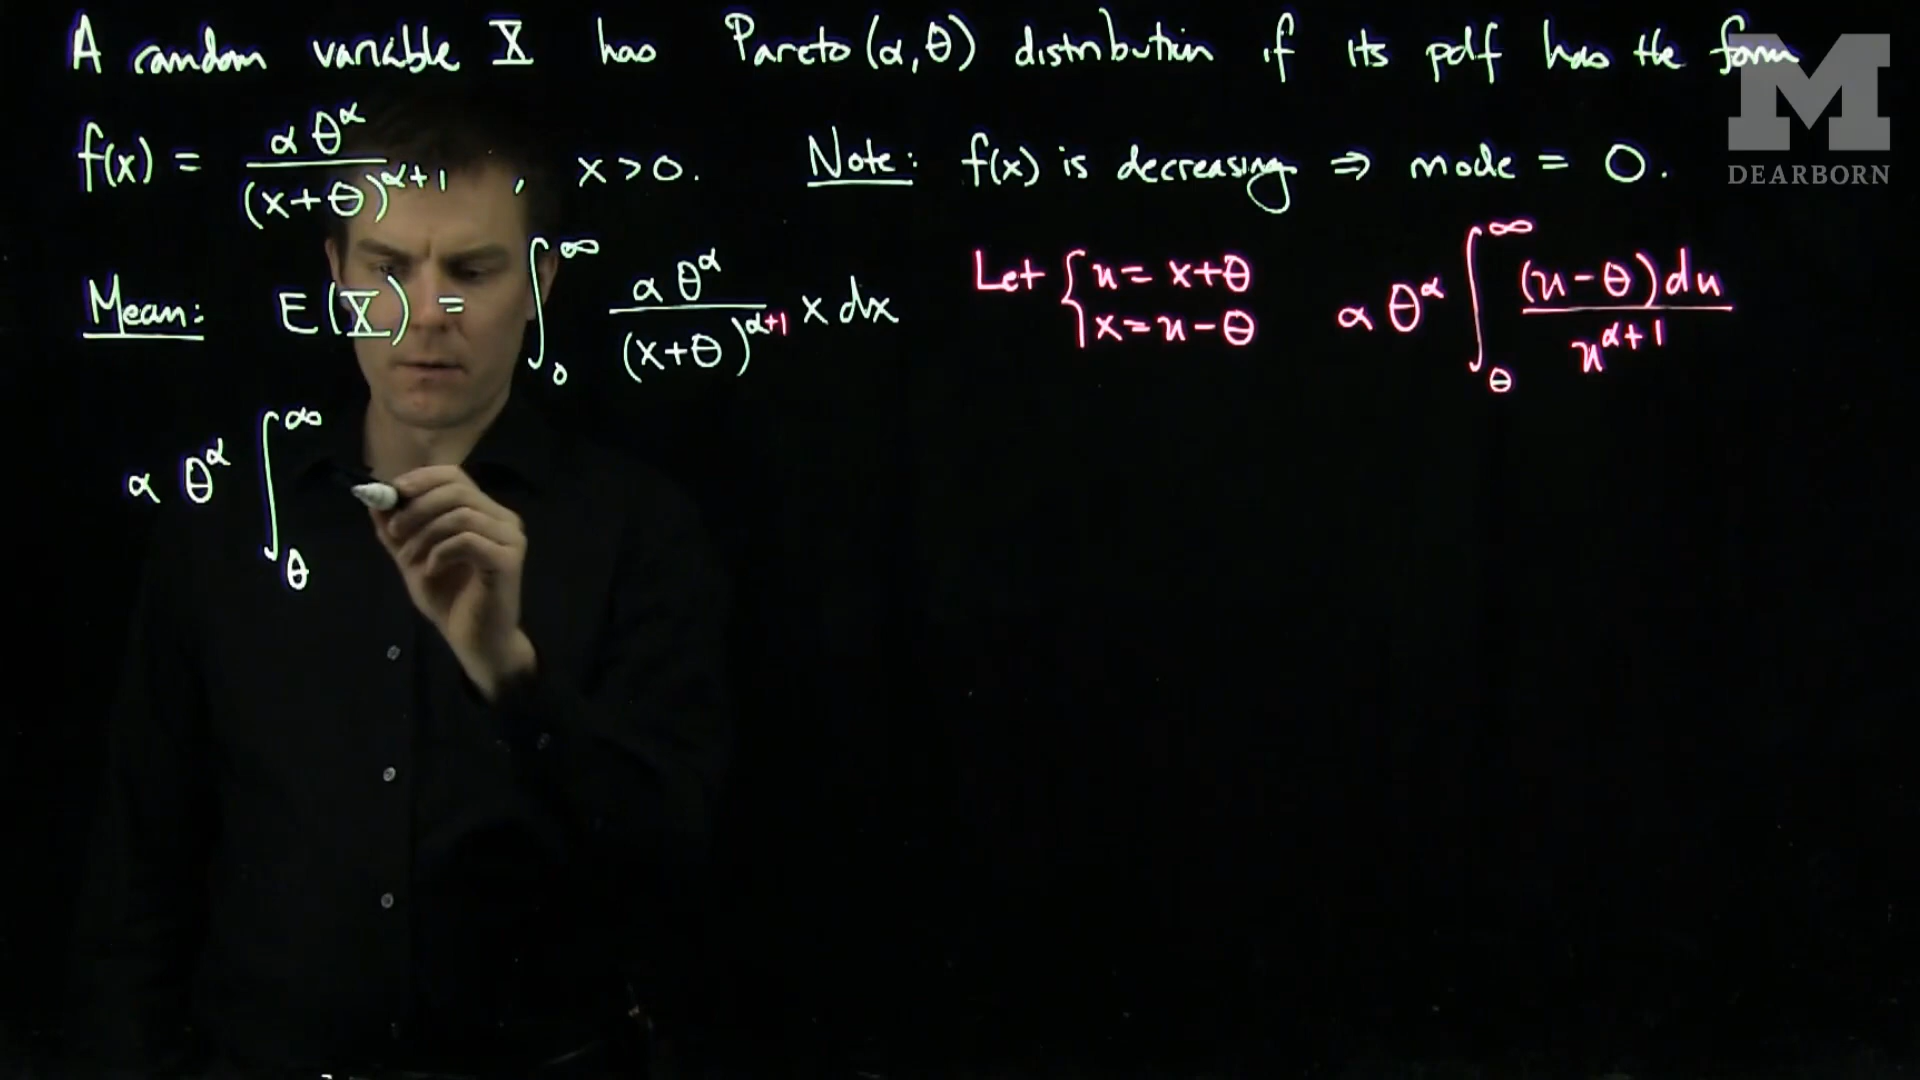 A random variable X has Pareto(α, θ) distribution if its pdf has the form
f(x) = αθ^α / (x+θ)^(α+1) , x > 0. Note: f(x) is decreasing ⇒ mode = 0.
M DEARBORN
Mean: E(X) = ∫_0^∞ αθ^α / (x+θ)^(α+1) x dx Let { u = x+θ x = u − θ αθ^α ∫_θ^∞ (u−θ) du / u^(α+1)
αθ^α ∫_θ^∞